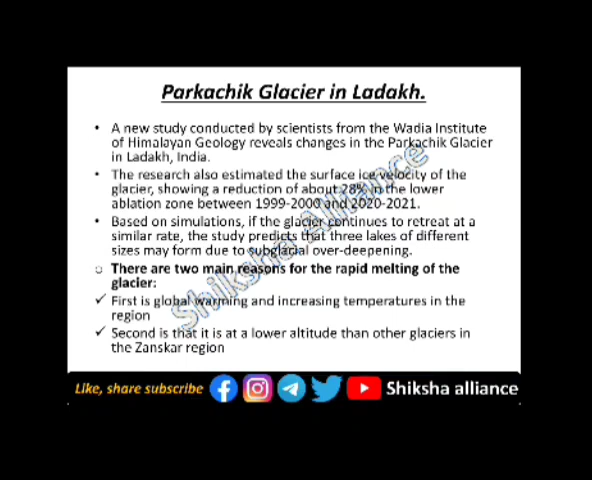 Parkachik Glacier in Ladakh.
• A new study conducted by scientists from the Wadia Institute
of Himalayan Geology reveals changes in the Parkachik Glacier
in Ladakh, India.
• The research also estimated the surface ice velocity of the
glacier, showing a reduction of about 28% in the lower
ablation zone between 1999-2000 and 2020-2021.
• Based on simulations, if the glacier continues to retreat at a
similar rate, the study predicts that three lakes of different
sizes may form due to subglacial over-deepening.
o There are two main reasons for the rapid melting of the
glacier:
✓ First is global warming and increasing temperatures in the
region
✓ Second is that it is at a lower altitude than other glaciers in
the Zanskar region
Shiksha Alliance
Like, share subscribe Shiksha alliance